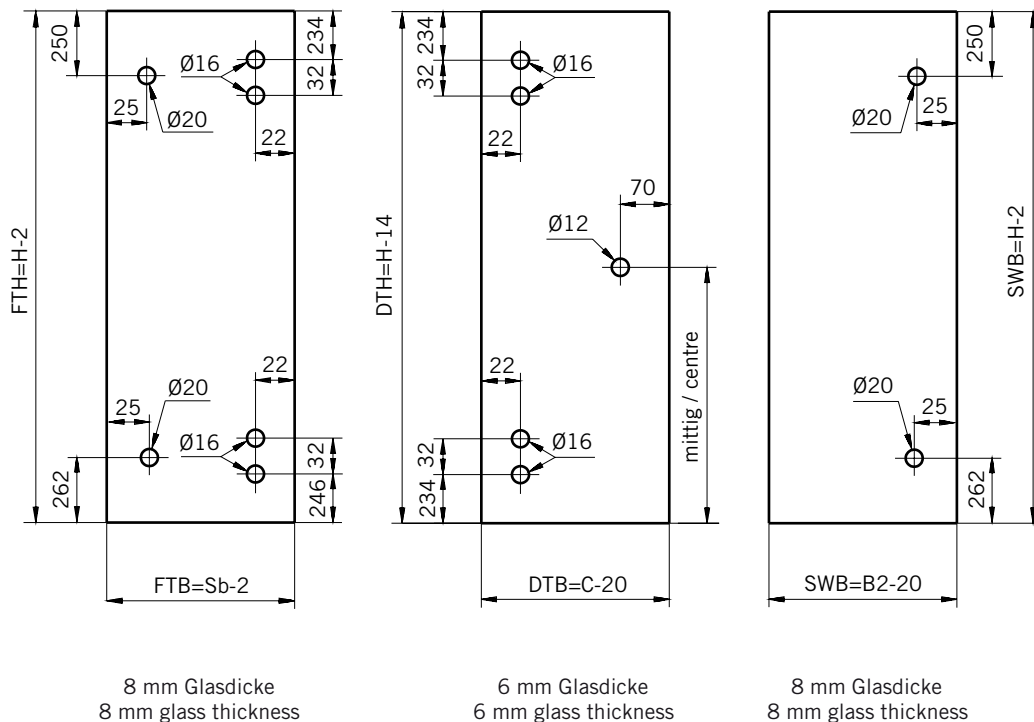 250
25
Ø20
Ø16
234
32
22
FTH=H-2
22
Ø20
25
Ø16
262
32
246
FTB=Sb-2
8 mm Glasdicke
8 mm glass thickness
234
32
Ø16
22
70
Ø12
DTH=H-14
mittig / centre
22
Ø16
32
234
DTB=C-20
6 mm Glasdicke
6 mm glass thickness
250
25
Ø20
SWB=H-2
Ø20
25
262
SWB=B2-20
8 mm Glasdicke
8 mm glass thickness